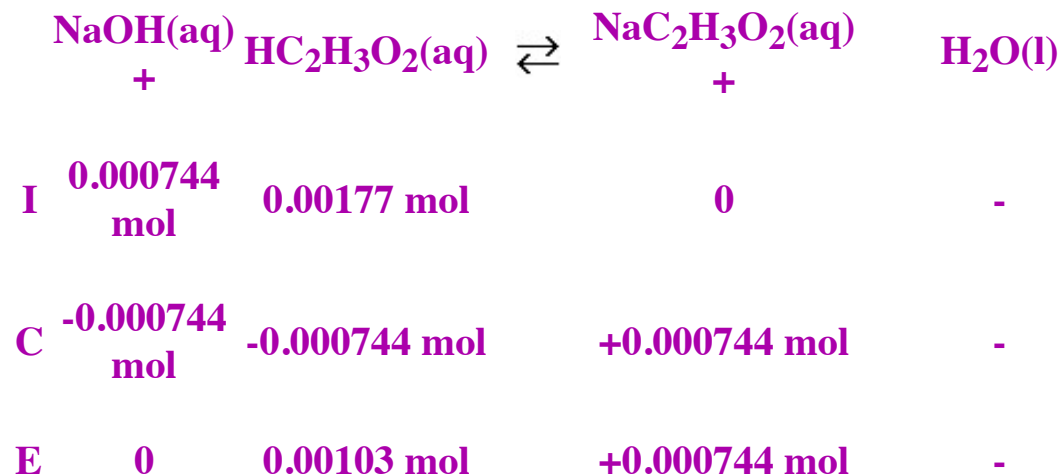 NaOH(aq) + HC₂H₃O₂(aq) ⇄ NaC₂H₃O₂(aq) + H₂O(l)
I 0.000744 mol 0.00177 mol 0 -
C -0.000744 mol -0.000744 mol +0.000744 mol -
E 0 0.00103 mol +0.000744 mol -